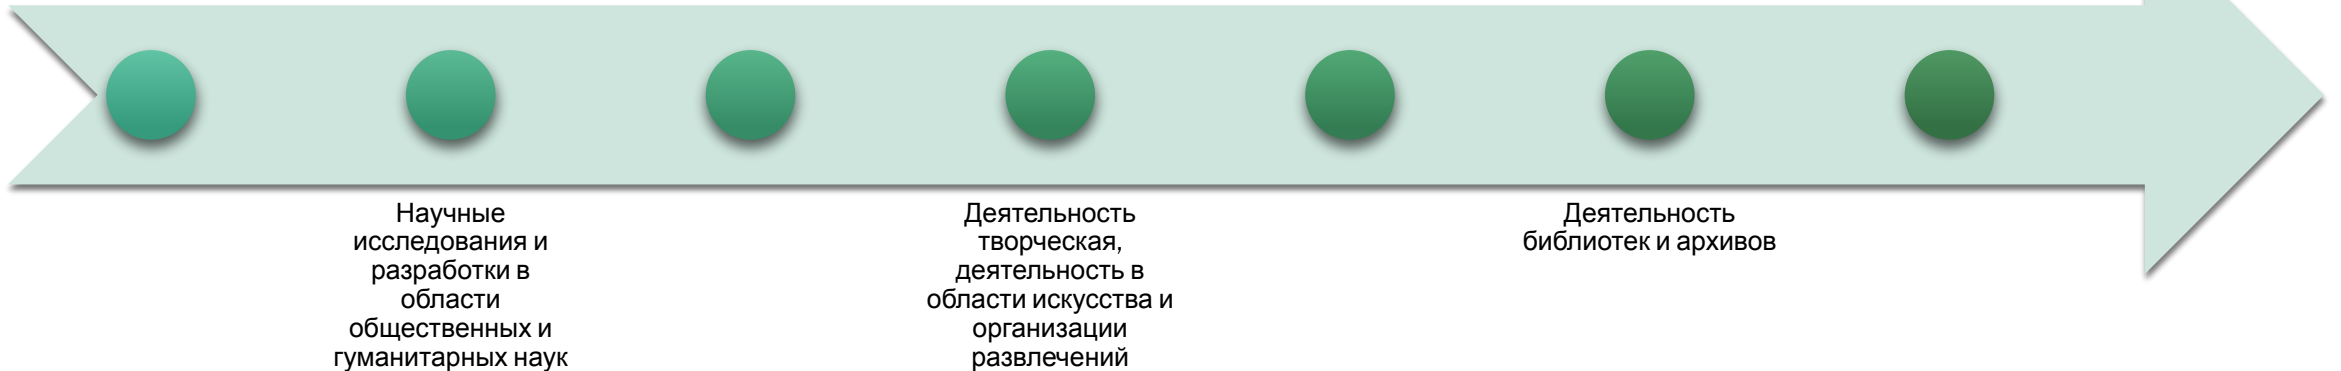 Научные
исследования и
разработки в
области
общественных и
гуманитарных наук
Деятельность
творческая,
деятельность в
области искусства и
организации
развлечений
Деятельность
библиотек и архивов